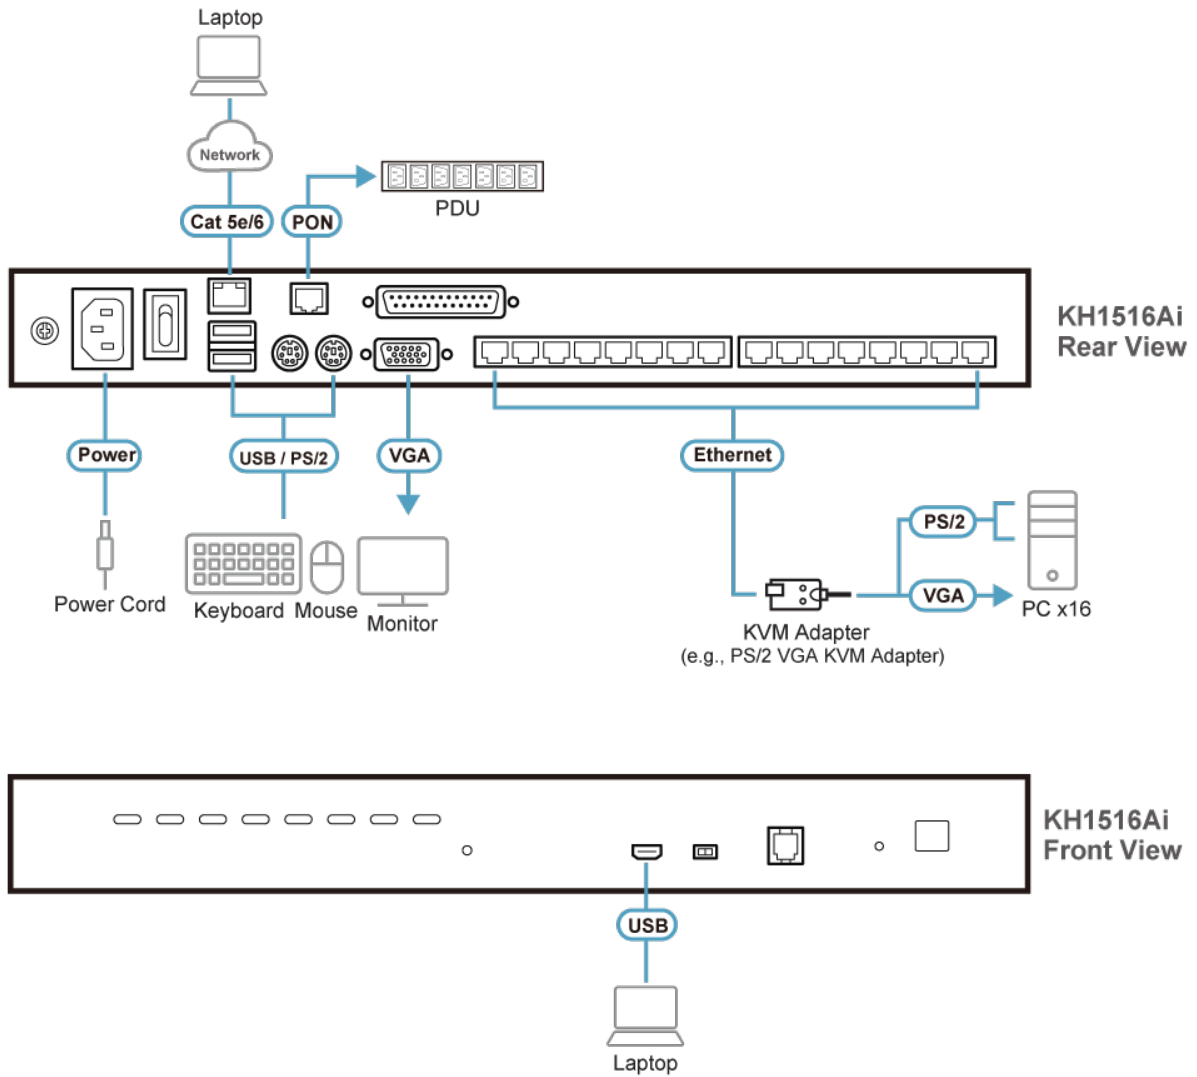 Laptop
Network
PDU
Cat 5e/6
PON
KH1516Ai
Rear View
Power
USB / PS/2
VGA
Ethernet
PS/2
VGA
Power Cord
Keyboard
Mouse
Monitor
PC x16
KVM Adapter
(e.g., PS/2 VGA KVM Adapter)
KH1516Ai
Front View
USB
Laptop